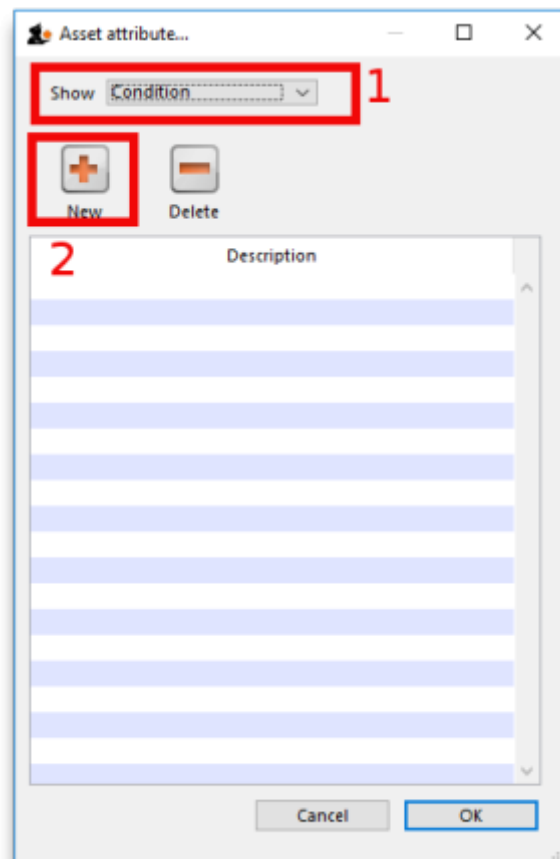 Asset attribute...
Show Condition 1
New Delete
2 Description
Cancel OK